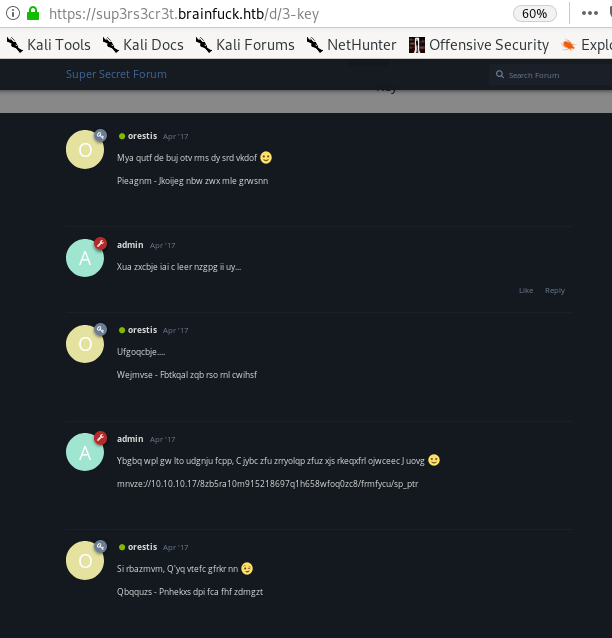 https://sup3rs3cr3t.brainfuck.htb/d/3-key
60%
Kali Tools Kali Docs Kali Forums NetHunter Offensive Security Explo
Super Secret Forum
Search Forum
O
orestis Apr '17
Mya qutf de buj otv rms dy srd vkdof
Pieagnm - Jkoijeg nbw zwx mle grwsnn
A
admin Apr '17
Xua zxcbje iai c leer nzgpg ii uy...
Like Reply
O
orestis Apr '17
Ufgoqcbje....
Wejmvse - Fbtkqal zqb rso rnl cwihsf
A
admin Apr '17
Ybgbq wpl gw lto udgnju fcpp, C jybc zfu zrryolqp zfuz xjs rkeqxfrl ojwceec J uovg
mnvze://10.10.10.17/8zb5ra10m915218697q1h658wfoq0zc8/frmfycu/sp_ptr
O
orestis Apr '17
Si rbazmvm, Q'yq vtefc gfrkr nn
Qbqquzs - Pnhekxs dpi fca fhf zdmgzt